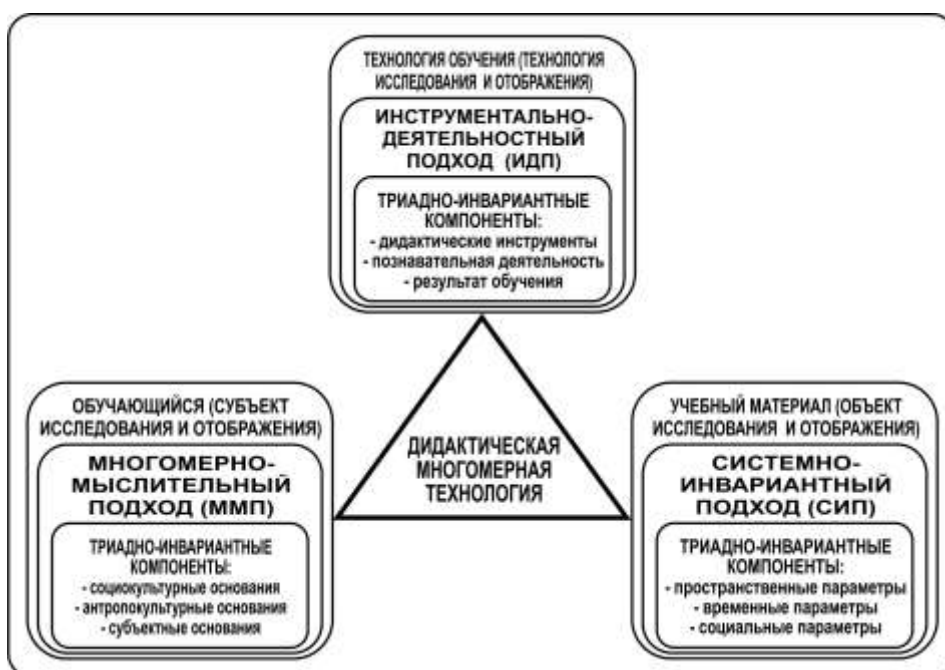 ТЕХНОЛОГИЯ ОБУЧЕНИЯ (ТЕХНОЛОГИЯ
ИССЛЕДОВАНИЯ И ОТОБРАЖЕНИЯ)
ИНСТРУМЕНТАЛЬНО-
ДЕЯТЕЛЬНОСТНЫЙ
ПОДХОД (ИДП)
ТРИАДНО-ИНВАРИАНТНЫЕ
КОМПОНЕНТЫ:
- дидактические инструменты
- познавательная деятельность
- результат обучения
ОБУЧАЮЩИЙСЯ (СУБЪЕКТ
ИССЛЕДОВАНИЯ И ОТОБРАЖЕНИЯ)
МНОГОМЕРНО-
МЫСЛИТЕЛЬНЫЙ
ПОДХОД (ММП)
ТРИАДНО-ИНВАРИАНТНЫЕ
КОМПОНЕНТЫ:
- социокультурные основания
- антропокультурные основания
- субъектные основания
ДИДАКТИЧЕСКАЯ
МНОГОМЕРНАЯ
ТЕХНОЛОГИЯ
УЧЕБНЫЙ МАТЕРИАЛ (ОБЪЕКТ
ИССЛЕДОВАНИЯ И ОТОБРАЖЕНИЯ)
СИСТЕМНО-
ИНВАРИАНТНЫЙ
ПОДХОД (СИП)
ТРИАДНО-ИНВАРИАНТНЫЕ
КОМПОНЕНТЫ:
- пространственные параметры
- временные параметры
- социальные параметры